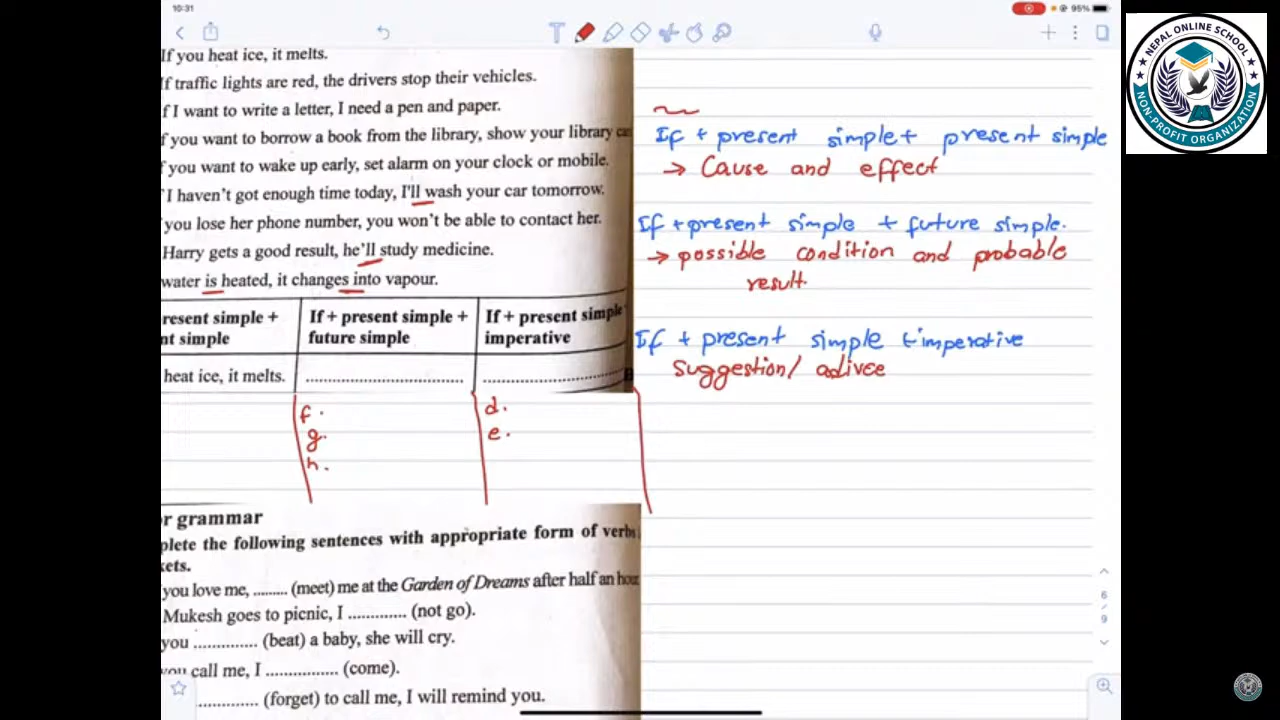 10:31
95%
If you heat ice, it melts.
If traffic lights are red, the drivers stop their vehicles.
f I want to write a letter, I need a pen and paper.
f you want to borrow a book from the library, show your library
you want to wake up early, set alarm on your clock or mobile.
I haven't got enough time today, I'll wash your car tomorrow.
you lose her phone number, you won't be able to contact her.
Harry gets a good result, he'll study medicine.
water is heated, it changes into vapour.
resent simple +
nt simple
If + present simple +
future simple
If + present simple
imperative
heat ice, it melts.
f.
g.
h.
d.
e.
r grammar
plete the following sentences with appropriate form of verbs
kets.
you love me, ......... (meet) me at the Garden of Dreams after half an hou
Mukesh goes to picnic, I .............. (not go).
you ............... (beat) a baby, she will cry.
you call me, I ................. (come).
.............. (forget) to call me, I will remind you.
If + present simple + present simple
→ Cause and effect
If + present simple + future simple.
→ possible condition and probable
result.
If + present simple + imperative
suggestion/ adivce
6
/
9
NEPAL ONLINE SCHOOL
NON-PROFIT ORGANIZATION